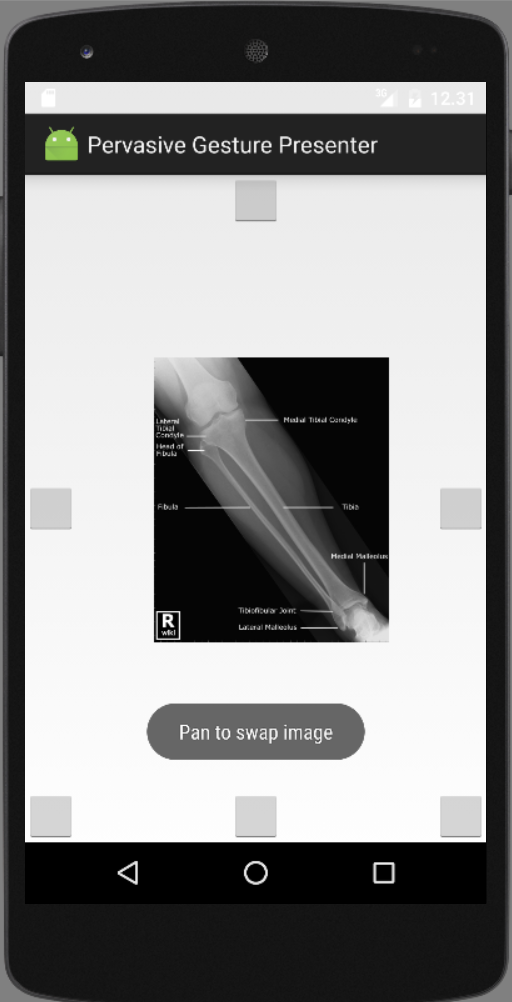 3G
12.31
Pervasive Gesture Presenter
Lateral
Tibial
Condyle
Medial Tibial Condyle
Head of
Fibula
Fibula
Tibia
Medial Malleolus
Tibiofibular Joint
Lateral Malleolus
R
wiki
Pan to swap image